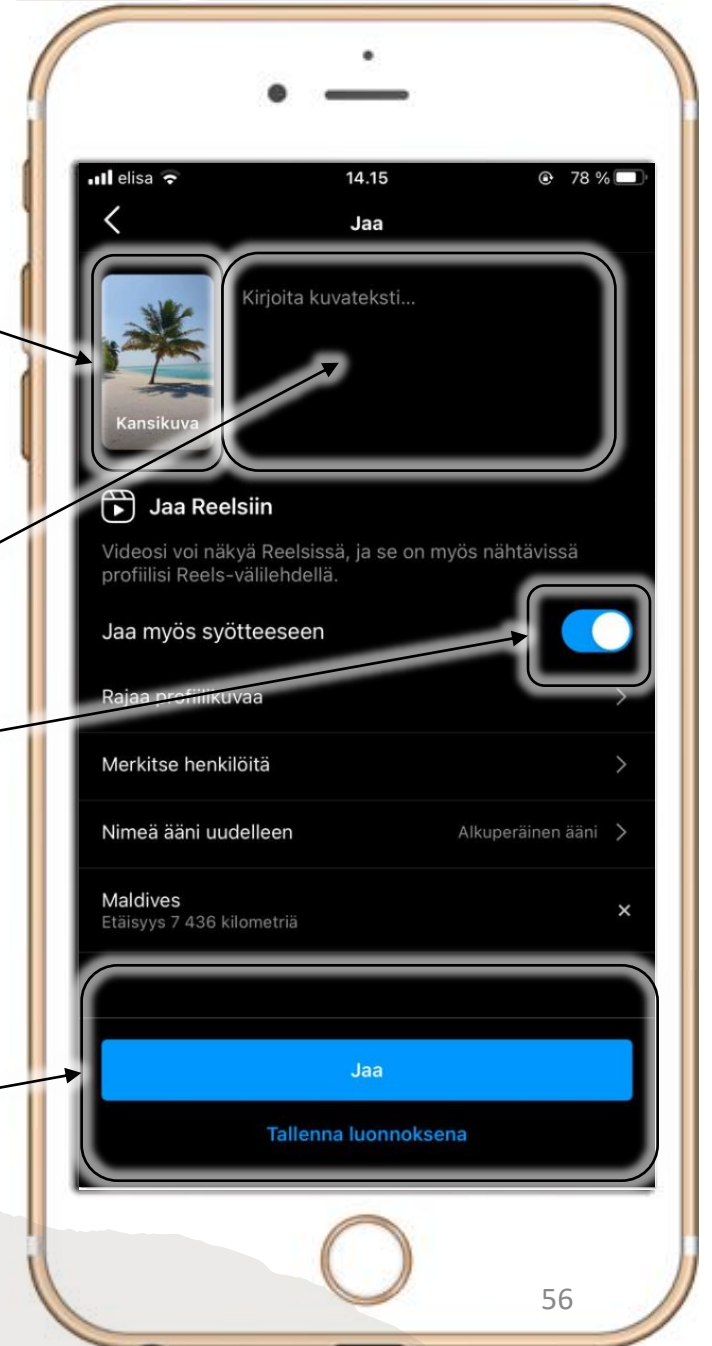 elisa 14.15 78 %
Jaa
Kirjoita kuvateksti...
Kansikuva
Jaa Reelsiin
Videosi voi näkyä Reelsissä, ja se on myös nähtävissä
profiilisi Reels-välilehdellä.
Jaa myös syötteeseen
Rajaa profiilikuvaa
Merkitse henkilöitä
Nimeä ääni uudelleen Alkuperäinen ääni
Maldives
Etäisyys 7 436 kilometriä
Jaa
Tallenna luonnoksena
56